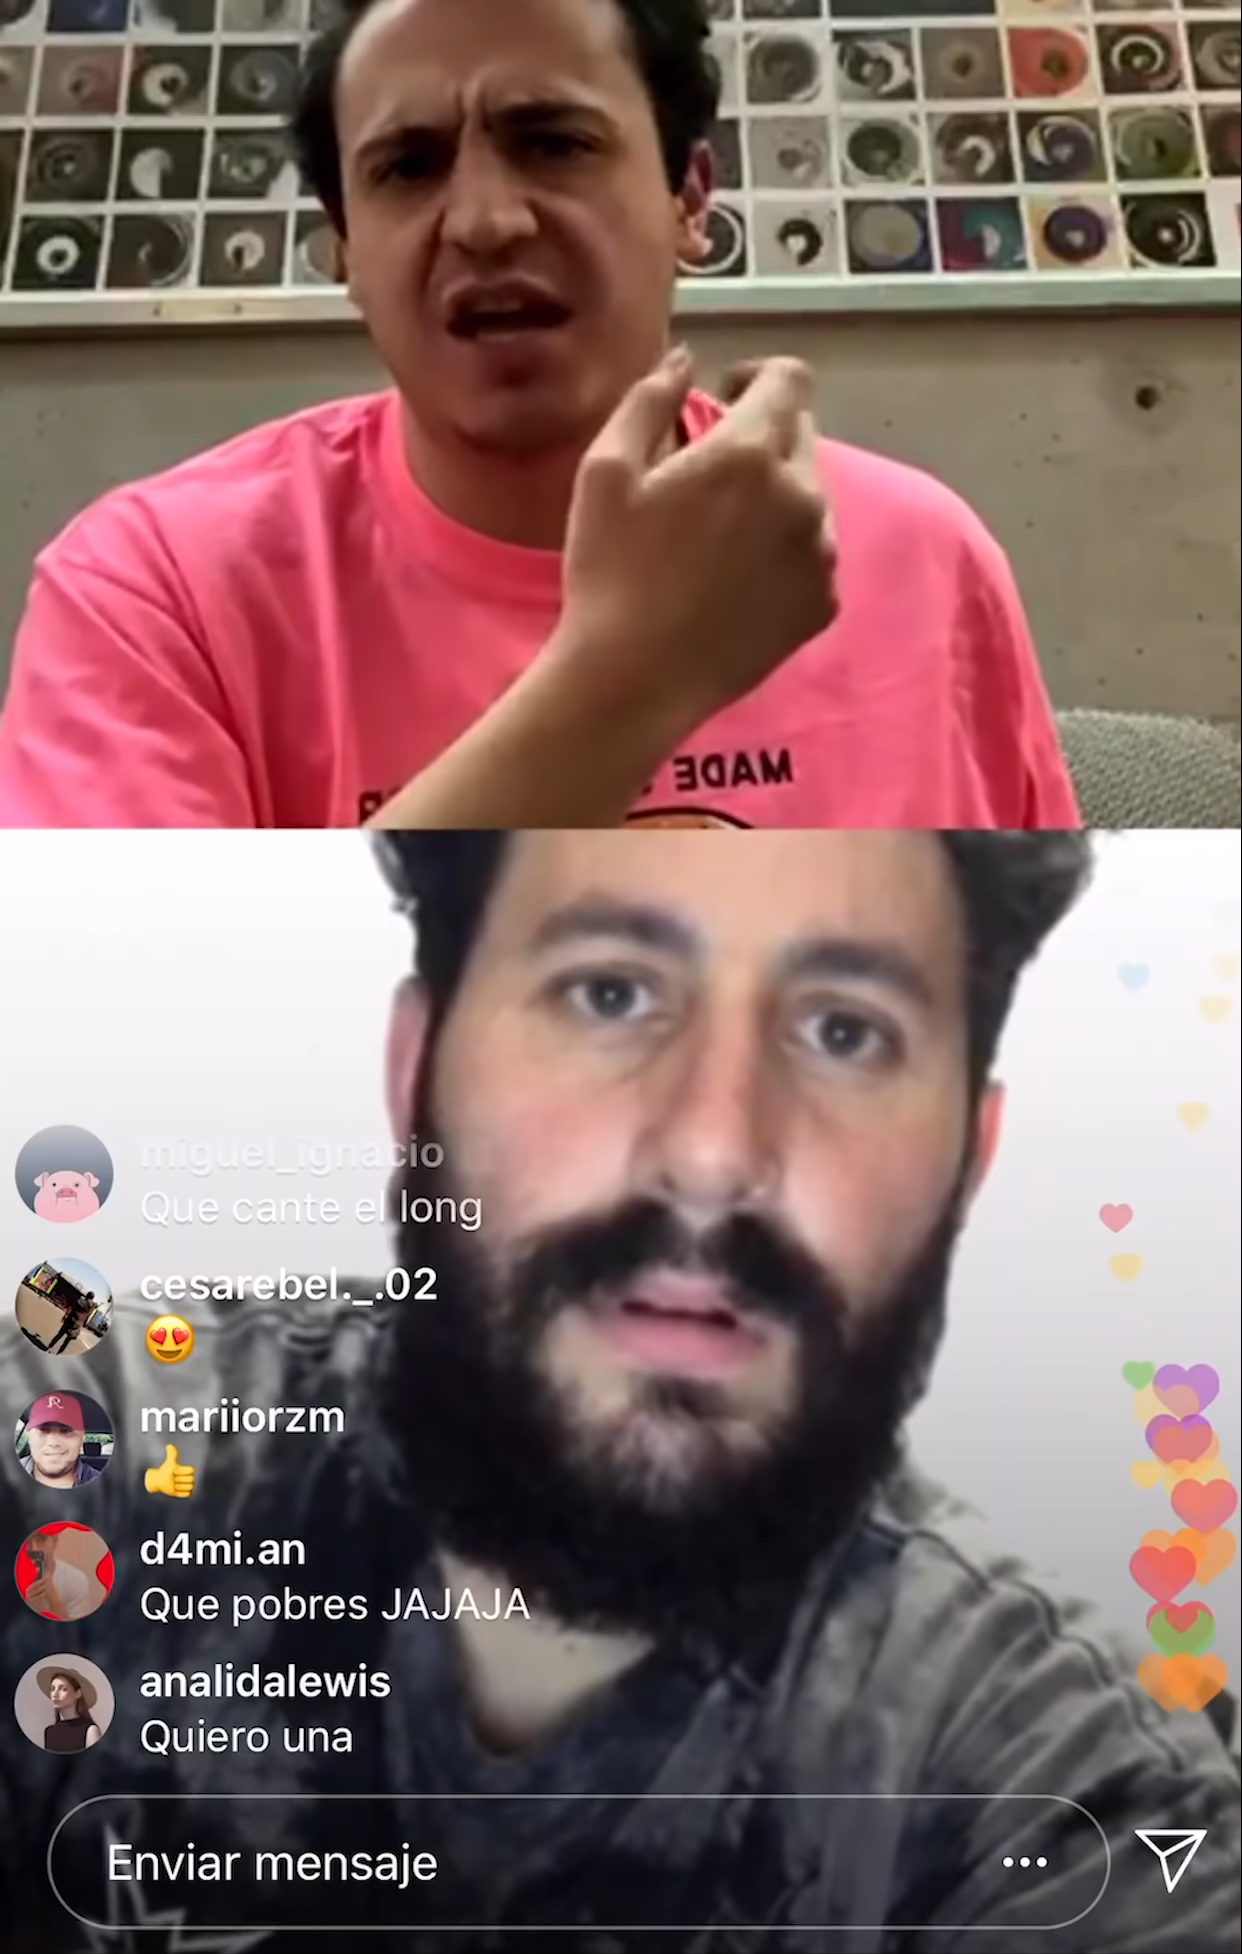 MADE
miguel_ignacio
Que cante el long
cesarebel._.02
mariiorzm
d4mi.an
Que pobres JAJAJA
analidalewis
Quiero una
Enviar mensaje